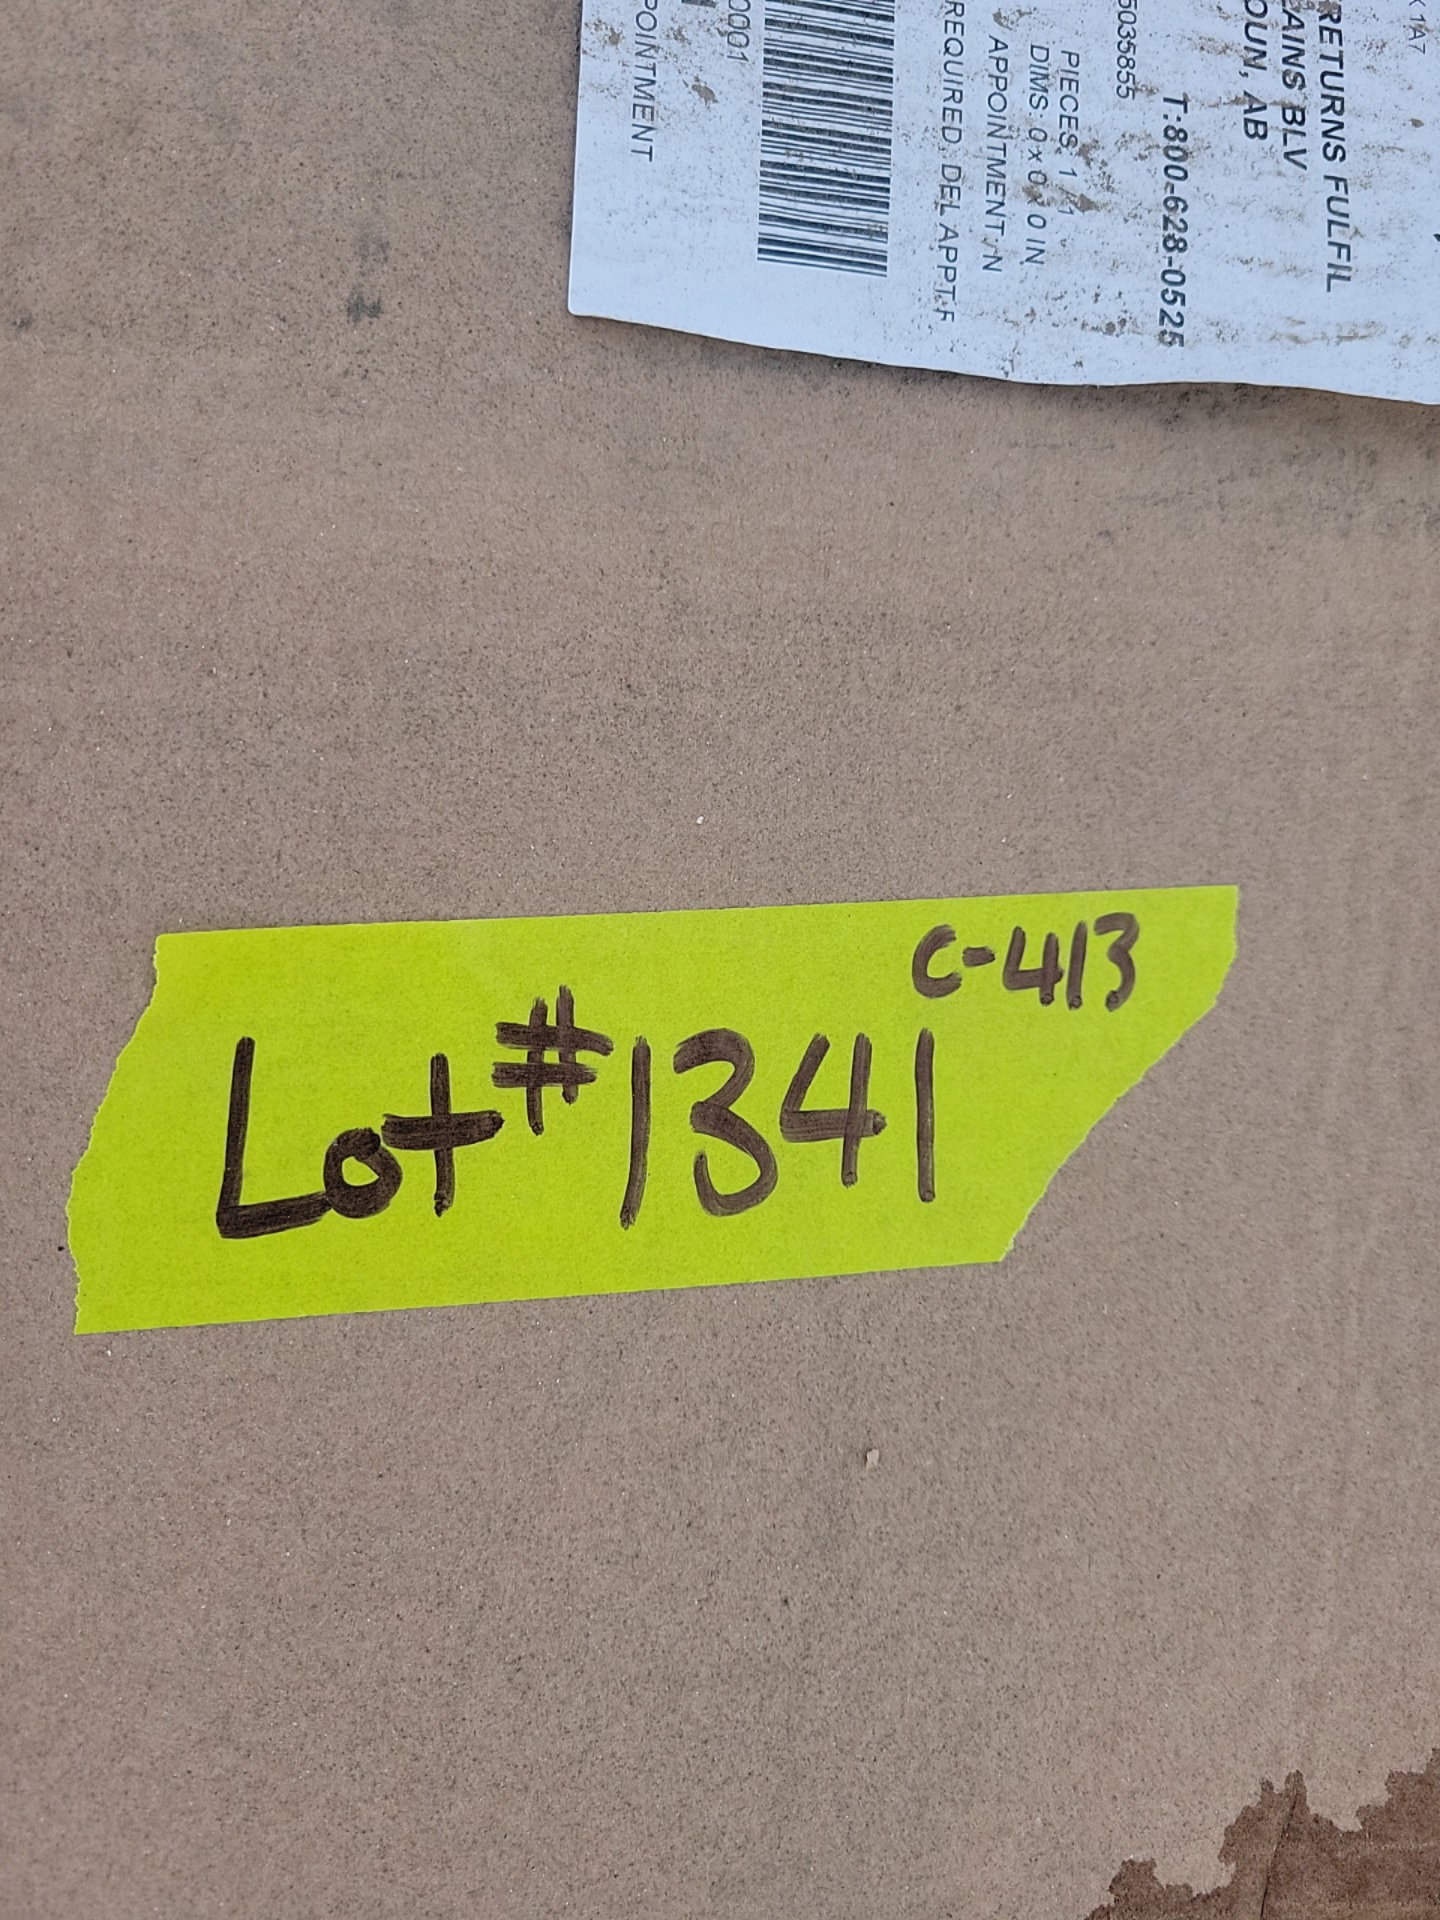 RETURNS FULFIL
AINS BLV
OUN, AB
T:800-628-0525
5035855
PIECES: 1 / 1
DIMS: 0 x 0 x 0 IN
APPOINTMENT
REQUIRED, DEL APPT
0001
POINTMENT
C-413
Lot #1341